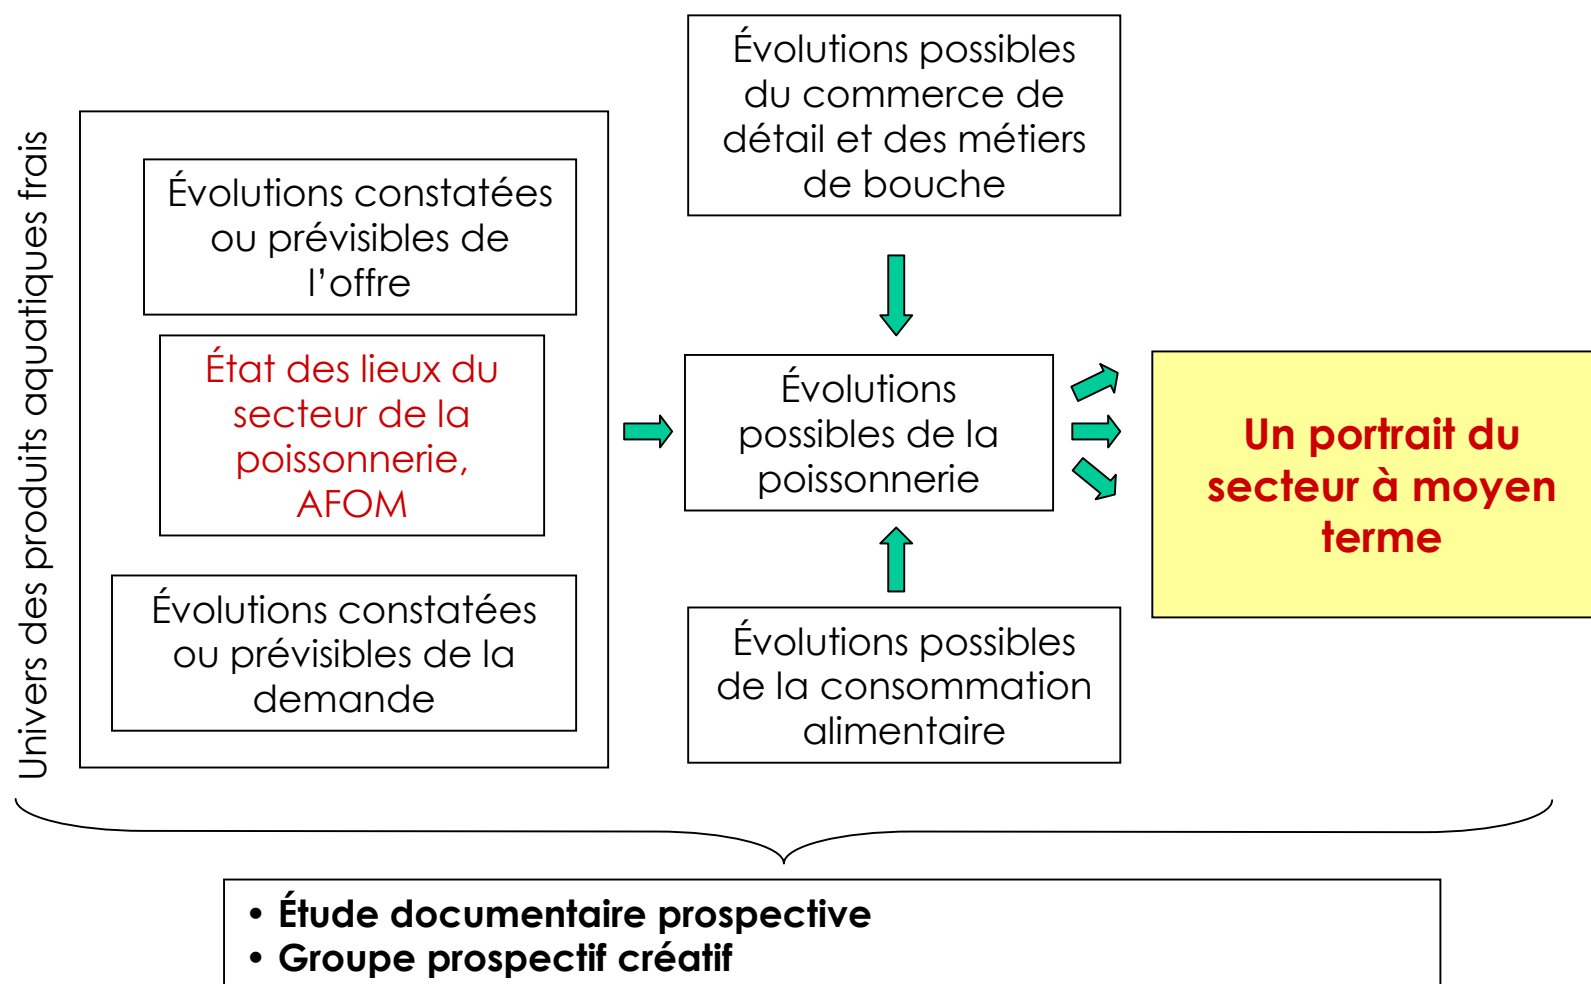 Univers des produits aquatiques frais
Évolutions constatées
ou prévisibles de
l’offre
État des lieux du
secteur de la
poissonnerie,
AFOM
Évolutions constatées
ou prévisibles de la
demande
Évolutions possibles
du commerce de
détail et des métiers
de bouche
Évolutions
possibles de la
poissonnerie
Évolutions possibles
de la consommation
alimentaire
Un portrait du
secteur à moyen
terme
• Étude documentaire prospective
• Groupe prospectif créatif